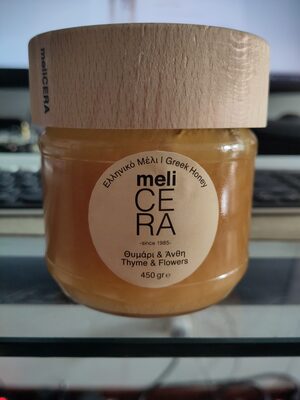 meliCERA
Ελληνικό Μέλι | Greek Honey
meli
CE
RA
-since 1985-
Θυμάρι & Άνθη
Thyme & Flowers
450 gr e